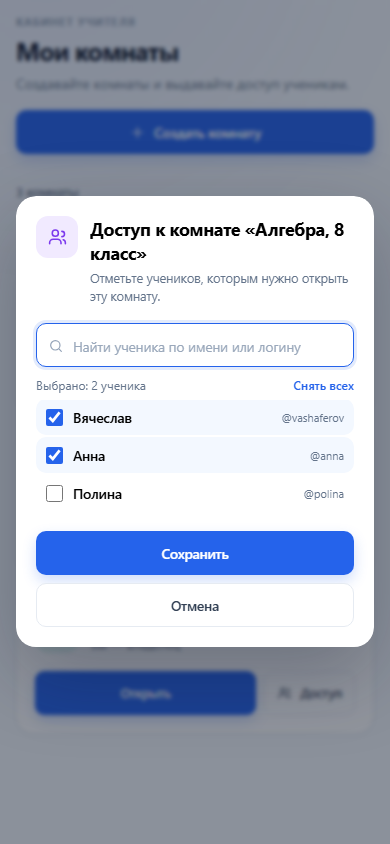 КАБИНЕТ УЧИТЕЛЯ
Мои комнаты
Создавайте комнаты и выдавайте доступ ученикам.
+ Создать комнату
Доступ к комнате «Алгебра, 8
класс»
Отметьте учеников, которым нужно открыть
эту комнату.
Найти ученика по имени или логину
Выбрано: 2 ученика Снять всех
Вячеслав @vashaferov
Анна @anna
Полина @polina
Сохранить
Отмена
Открыть Доступ